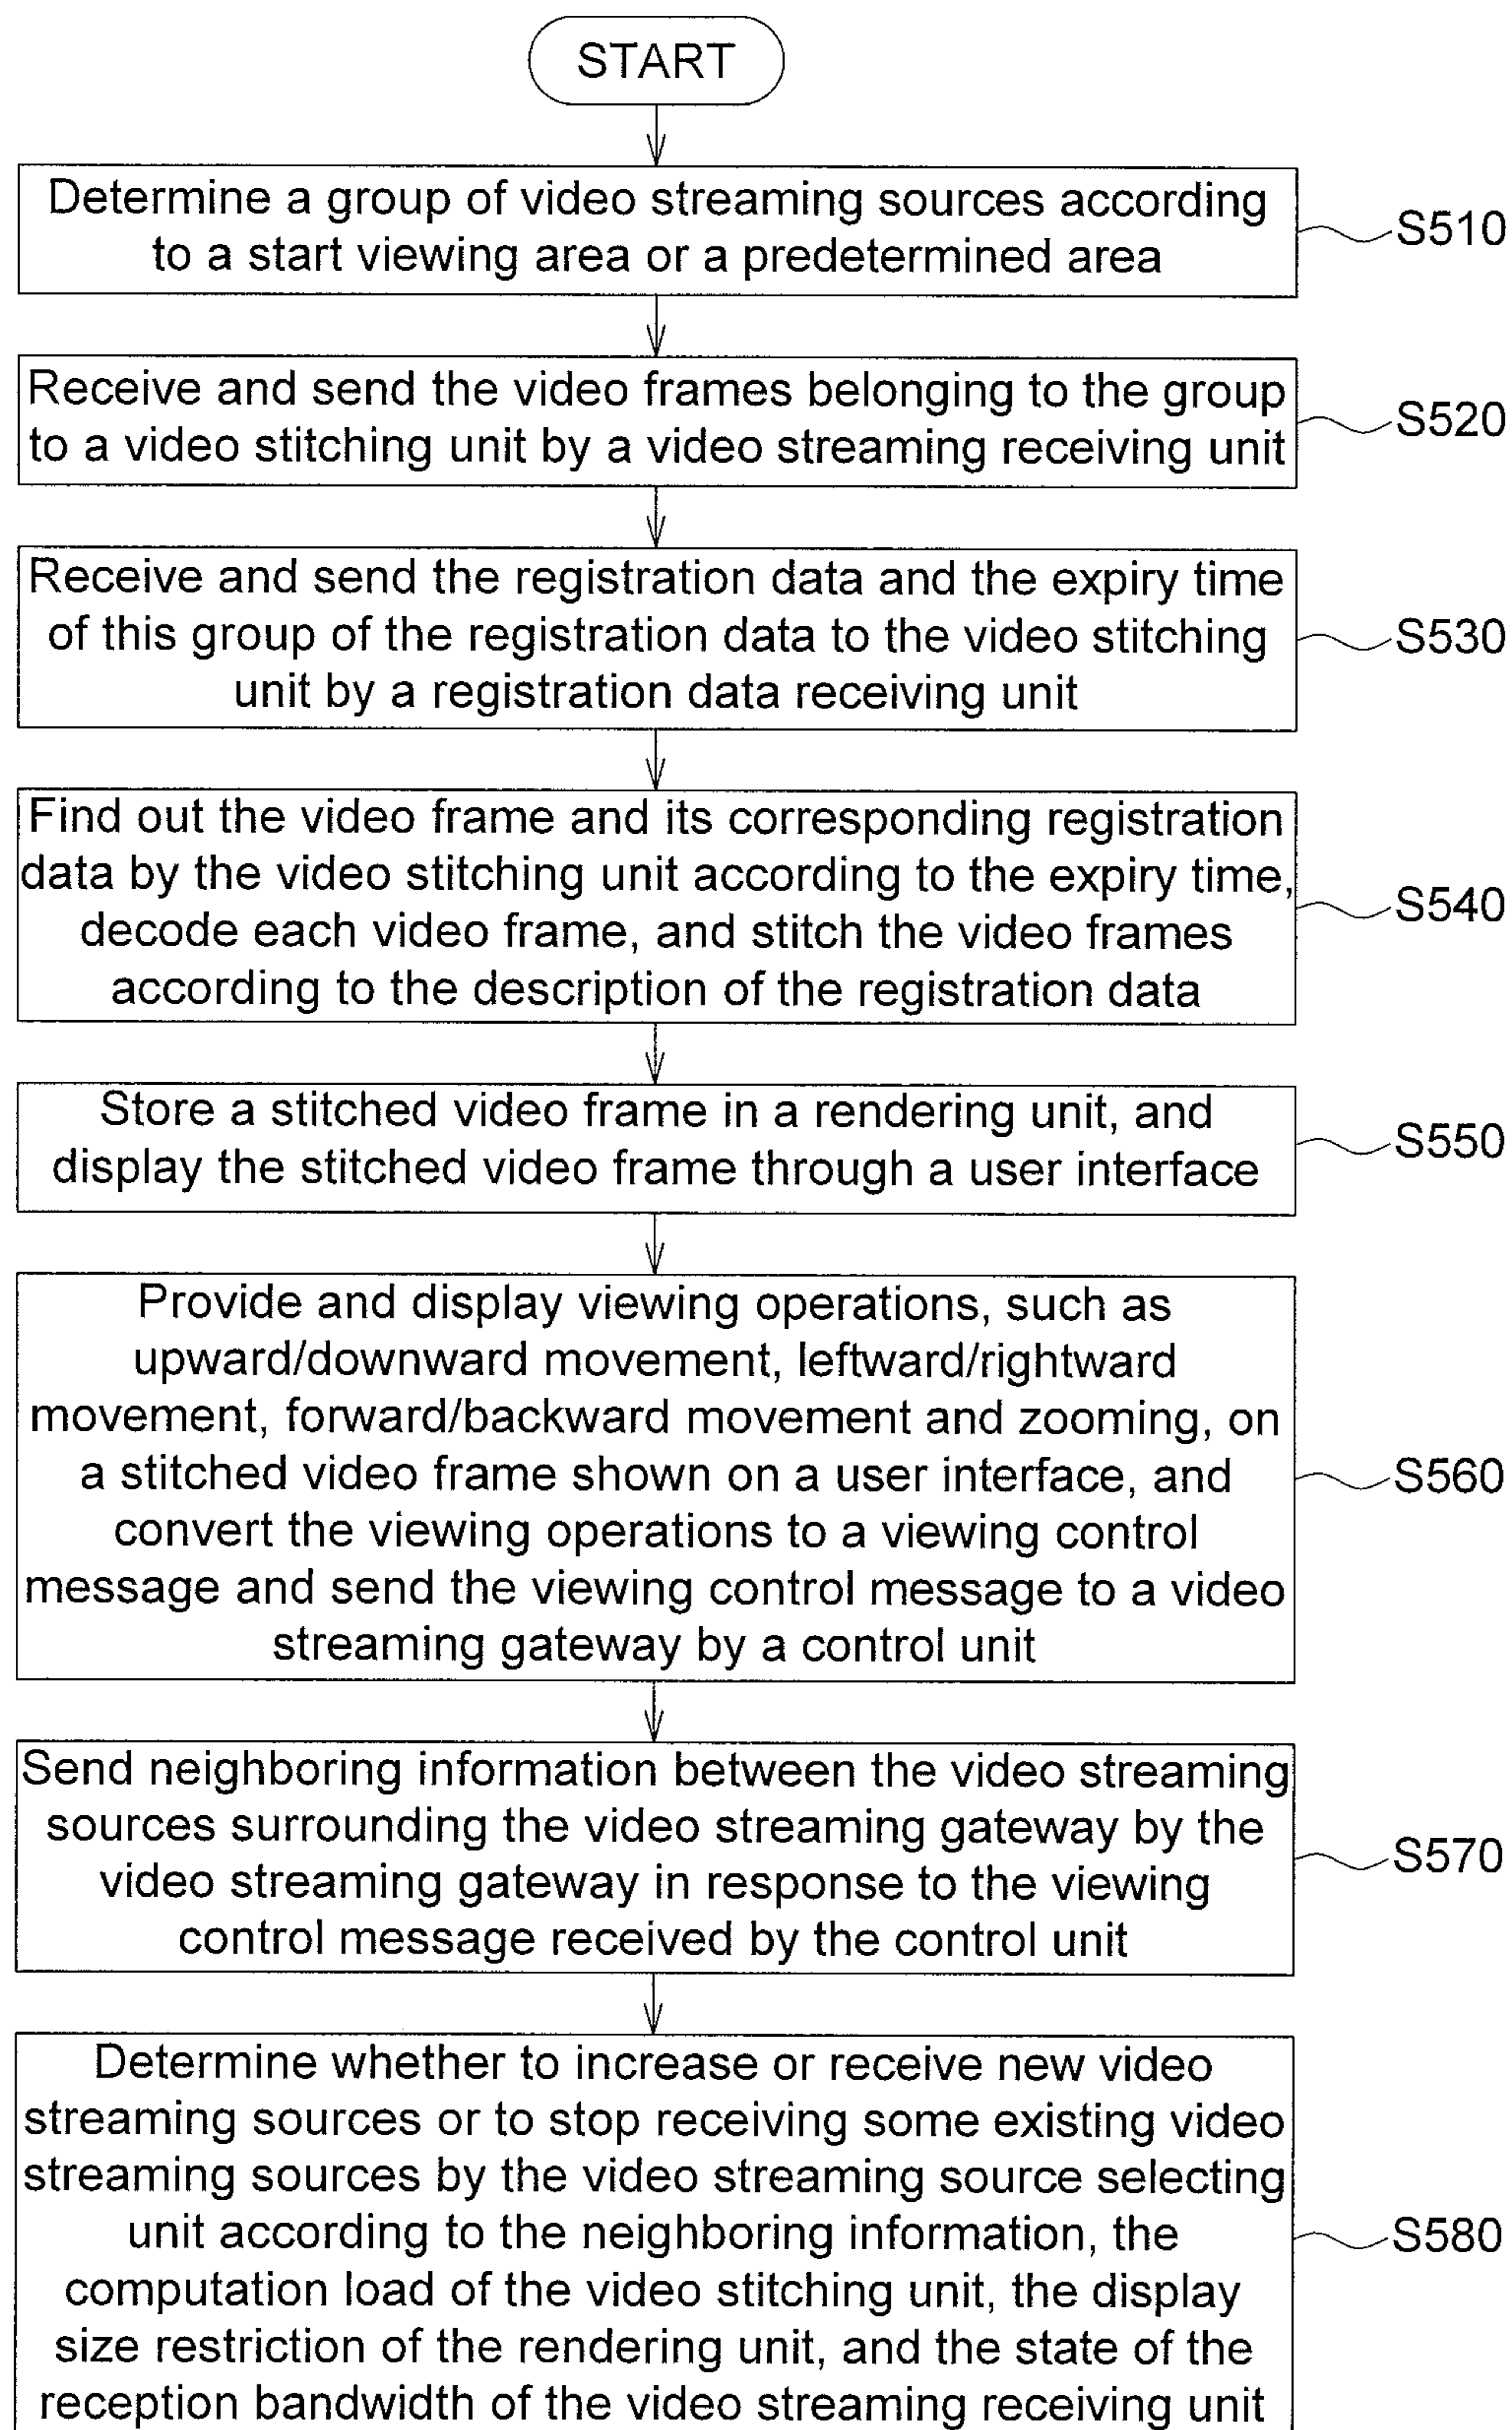 START
Determine a group of video streaming sources according
to a start viewing area or a predetermined area
S510
Receive and send the video frames belonging to the group
to a video stitching unit by a video streaming receiving unit
S520
Receive and send the registration data and the expiry time
of this group of the registration data to the video stitching
unit by a registration data receiving unit
S530
Find out the video frame and its corresponding registration
data by the video stitching unit according to the expiry time,
decode each video frame, and stitch the video frames
according to the description of the registration data
S540
Store a stitched video frame in a rendering unit, and
display the stitched video frame through a user interface
S550
Provide and display viewing operations, such as
upward/downward movement, leftward/rightward
movement, forward/backward movement and zooming, on
a stitched video frame shown on a user interface, and
convert the viewing operations to a viewing control
message and send the viewing control message to a video
streaming gateway by a control unit
S560
Send neighboring information between the video streaming
sources surrounding the video streaming gateway by the
video streaming gateway in response to the viewing
control message received by the control unit
S570
Determine whether to increase or receive new video
streaming sources or to stop receiving some existing video
streaming sources by the video streaming source selecting
unit according to the neighboring information, the
computation load of the video stitching unit, the display
size restriction of the rendering unit, and the state of the
reception bandwidth of the video streaming receiving unit
S580